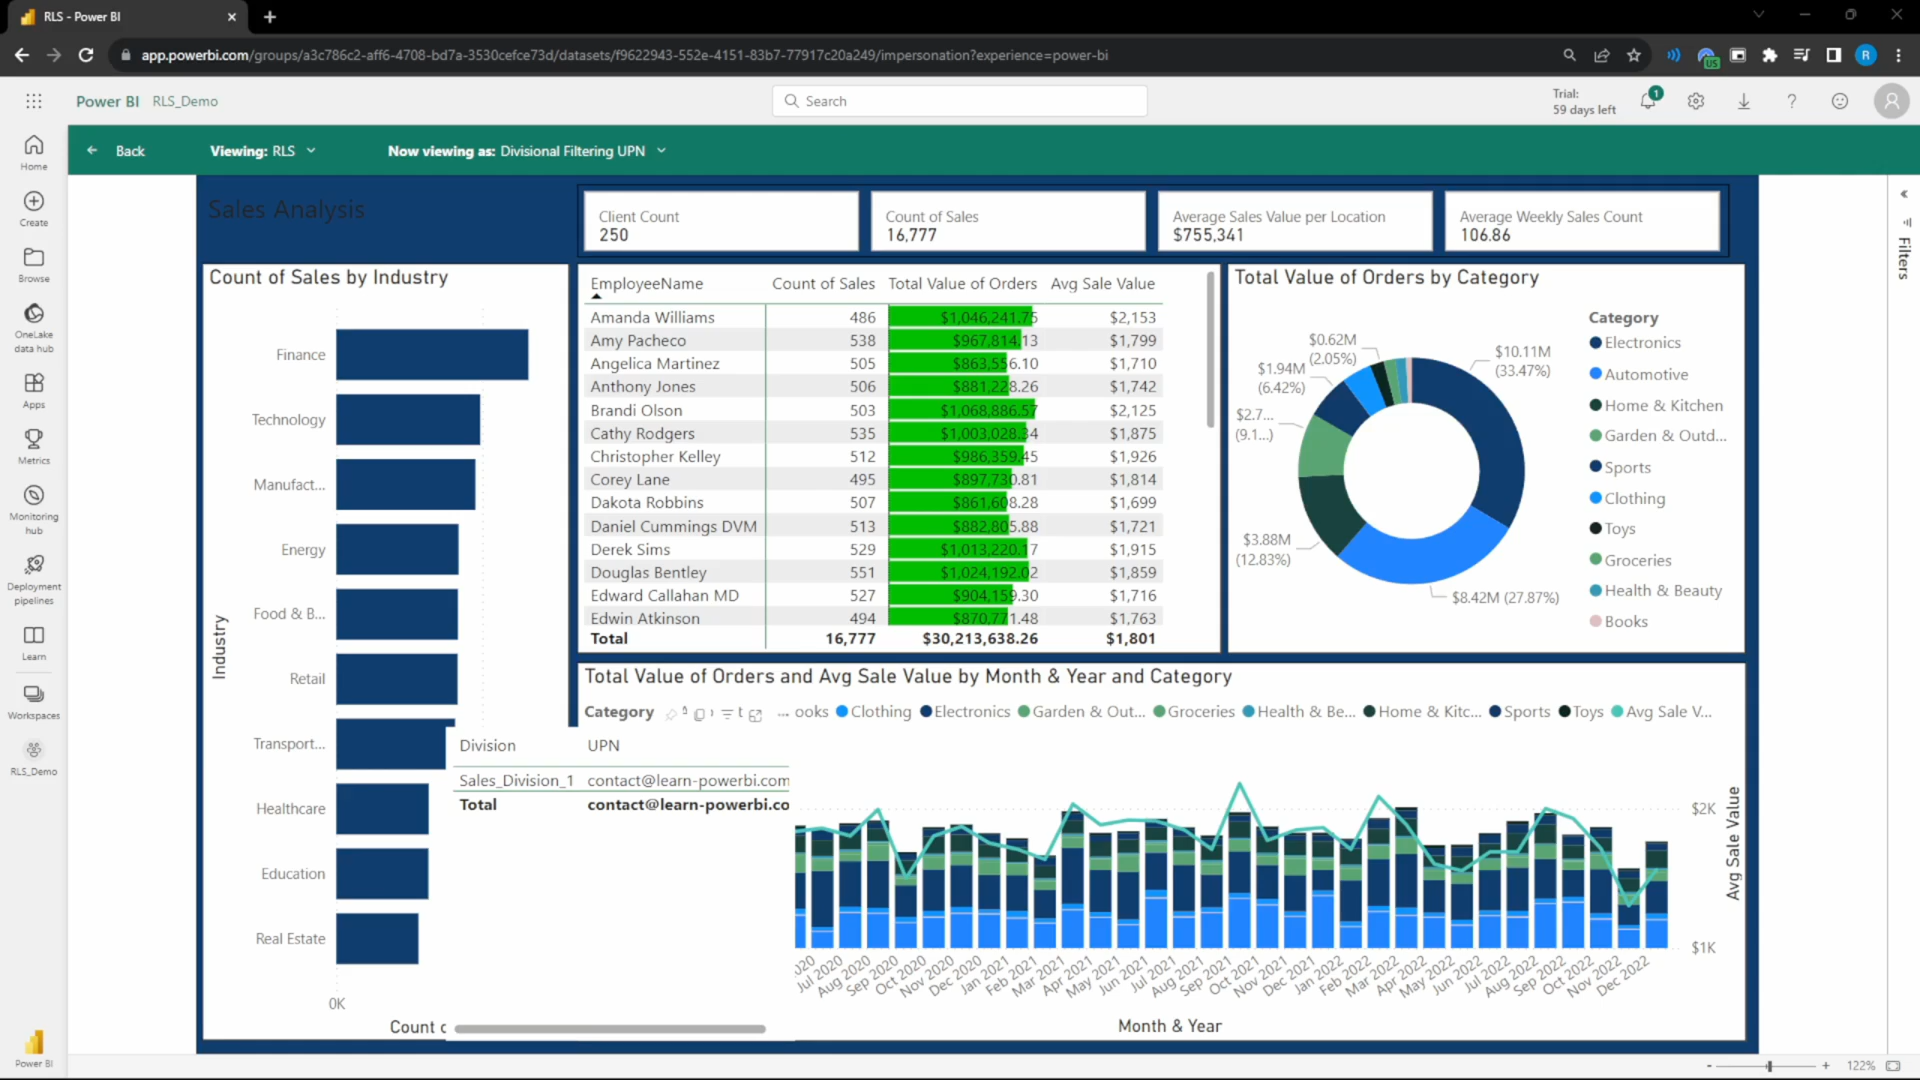 RLS - Power BI
app.powerbi.com/groups/a3c786c2-aff6-4708-bd7a-3530cefce73d/datasets/f9622943-552e-4151-83b7-77917c20a249/impersonation?experience=power-bi
US
R
Power BI RLS_Demo
Search
Trial:
59 days left
1
Home
Create
Browse
OneLake
data hub
Apps
Metrics
Monitoring
hub
Deployment
pipelines
Learn
Workspaces
RLS_Demo
Power BI
Back
Viewing: RLS
Now viewing as: Divisional Filtering UPN
Filters
Sales Analysis
Client Count
250
Count of Sales
16,777
Average Sales Value per Location
$755,341
Average Weekly Sales Count
106.86
Count of Sales by Industry
Industry
Finance
Technology
Manufact...
Energy
Food & B...
Retail
Transport...
Healthcare
Education
Real Estate
0K
Count c
EmployeeName Count of Sales Total Value of Orders Avg Sale Value
Amanda Williams 486 $1,046,241.75 $2,153
Amy Pacheco 538 $967,814.13 $1,799
Angelica Martinez 505 $863,556.10 $1,710
Anthony Jones 506 $881,228.26 $1,742
Brandi Olson 503 $1,068,886.57 $2,125
Cathy Rodgers 535 $1,003,028.34 $1,875
Christopher Kelley 512 $986,359.45 $1,926
Corey Lane 495 $897,730.81 $1,814
Dakota Robbins 507 $861,608.28 $1,699
Daniel Cummings DVM 513 $882,805.88 $1,721
Derek Sims 529 $1,013,220.17 $1,915
Douglas Bentley 551 $1,024,192.02 $1,859
Edward Callahan MD 527 $904,159.30 $1,716
Edwin Atkinson 494 $870,771.48 $1,763
Total 16,777 $30,213,638.26 $1,801
Total Value of Orders by Category
$0.62M
(2.05%)
$1.94M
(6.42%)
$2.7...
(9.1...)
$3.88M
(12.83%)
$10.11M
(33.47%)
$8.42M (27.87%)
Category
Electronics
Automotive
Home & Kitchen
Garden & Outd...
Sports
Clothing
Toys
Groceries
Health & Beauty
Books
Total Value of Orders and Avg Sale Value by Month & Year and Category
Category ... ooks Clothing Electronics Garden & Out... Groceries Health & Be... Home & Kitc... Sports Toys Avg Sale V...
Division UPN
Sales_Division_1 contact@learn-powerbi.com
Total contact@learn-powerbi.co
$2K
$1K
Avg Sale Value
Jul 2020
Aug 2020
Sep 2020
Oct 2020
Nov 2020
Dec 2020
Jan 2021
Feb 2021
Mar 2021
Apr 2021
May 2021
Jun 2021
Jul 2021
Aug 2021
Sep 2021
Oct 2021
Nov 2021
Dec 2021
Jan 2022
Feb 2022
Mar 2022
Apr 2022
May 2022
Jun 2022
Jul 2022
Aug 2022
Sep 2022
Oct 2022
Nov 2022
Dec 2022
Month & Year
- + 122%